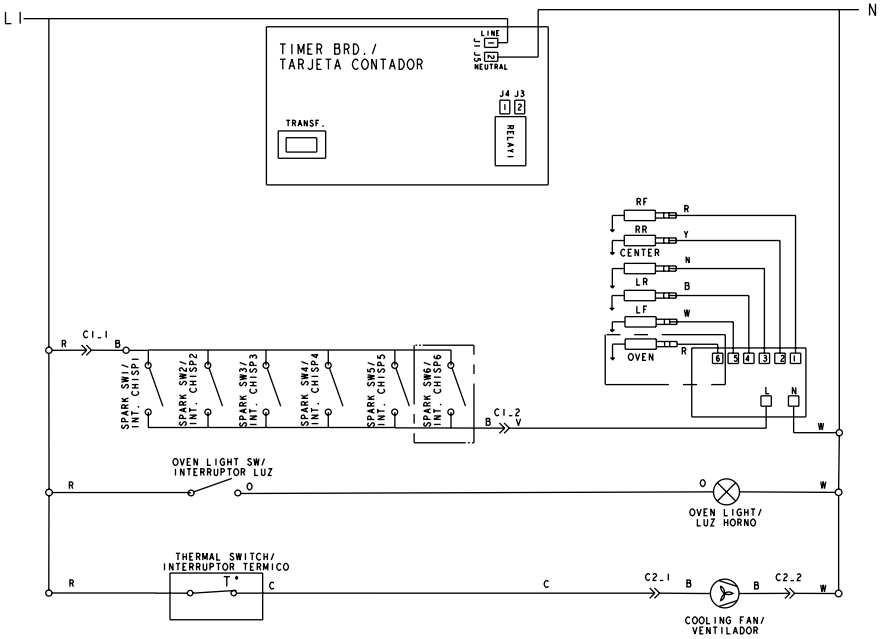 L1
N
TIMER BRD./
TARJETA CONTADOR
LINE
J1
1
J5
2
NEUTRAL
J4 J3
1 2
RELAY1
TRANSF.
RF
R
RR
Y
CENTER
N
LR
B
LF
W
OVEN
R
6 5 4 3 2 1
L N
W
R
C1_1
B
SPARK SW1/
INT. CHISP1
SPARK SW2/
INT. CHISP2
SPARK SW3/
INT. CHISP3
SPARK SW4/
INT. CHISP4
SPARK SW5/
INT. CHISP5
SPARK SW6/
INT. CHISP6
B
C1_2
V
OVEN LIGHT SW/
INTERRUPTOR LUZ
R
O
O
W
OVEN LIGHT/
LUZ HORNO
THERMAL SWITCH/
INTERRUPTOR TERMICO
R
T°
C
C
C2_1
B
B
C2_2
W
COOLING FAN/
VENTILADOR